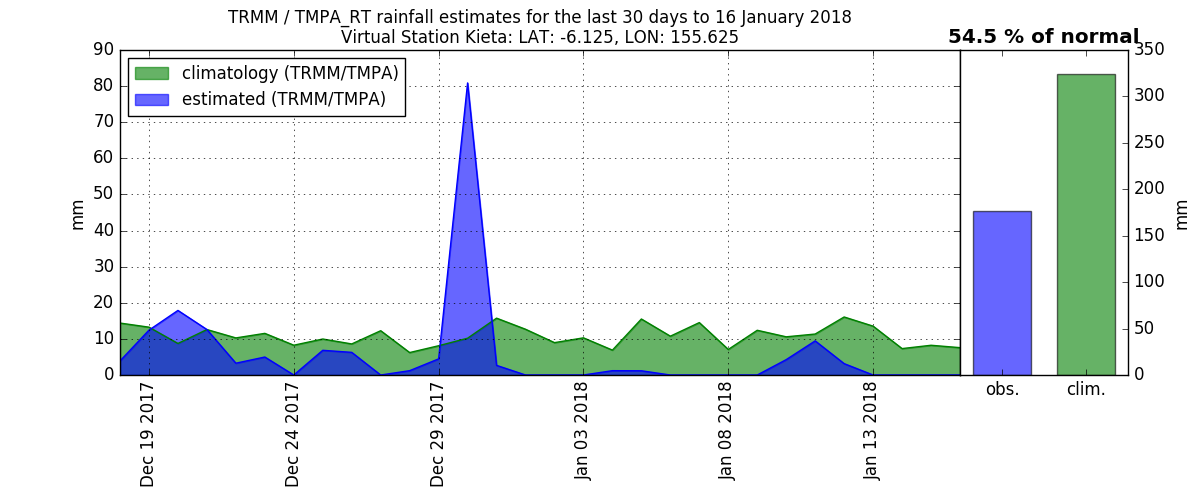 TRMM / TMPA_RT rainfall estimates for the last 30 days to 16 January 2018
Virtual Station Kieta: LAT: -6.125, LON: 155.625
54.5 % of normal
climatology (TRMM/TMPA)
estimated (TRMM/TMPA)
mm
90
80
70
60
50
40
30
20
10
0
Dec 19 2017
Dec 24 2017
Dec 29 2017
Jan 03 2018
Jan 08 2018
Jan 13 2018
obs.
clim.
350
300
250
200
150
100
50
0
mm